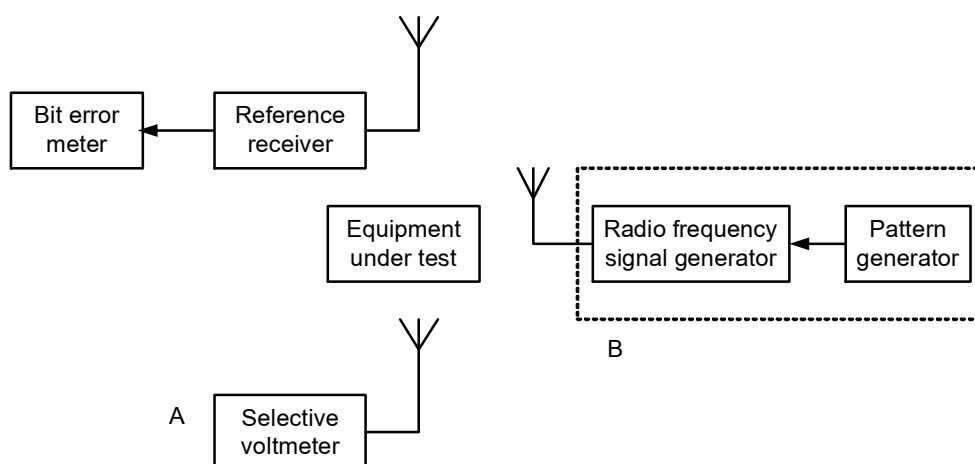 Bit error
meter
Reference
receiver
Equipment
under test
Radio frequency
signal generator
Pattern
generator
B
A
Selective
voltmeter